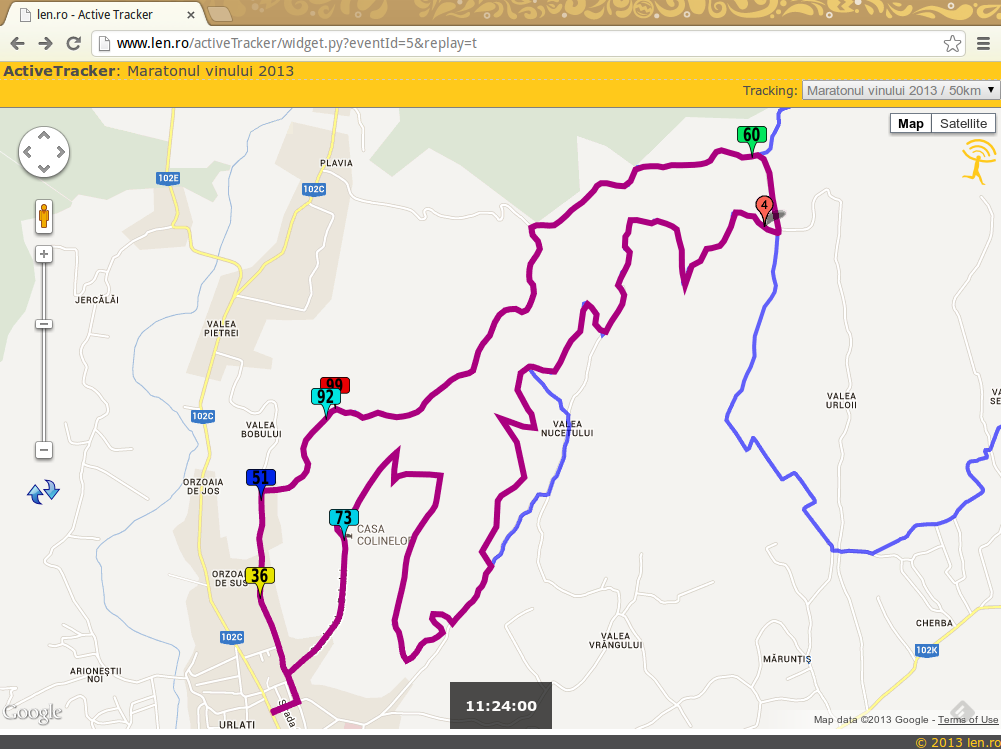 len.ro - Active Tracker
www.len.ro/activeTracker/widget.py?eventId=5&replay=t
ActiveTracker: Maratonul vinului 2013
Tracking: Maratonul vinului 2013 / 50km
Map Satellite
60
PLAVIA
102E
102C
4
JERCĂLĂI
VALEA
PIETREI
99
92
VALEA
URLOII
102C
VALEA
BOBULUI
VALEA
NUCETULUI
51
ORZOAIA
DE JOS
73
CASA
COLINELOR
36
ORZOA
DE SUS
102C
CHERBA
VALEA
VRÂNGULUI
102K
MĂRUNȚIȘ
ARIONEȘTII
NOI
Strada
11:24:00
URLATI
Google
Map data ©2013 Google - Terms of Use
© 2013 len.ro